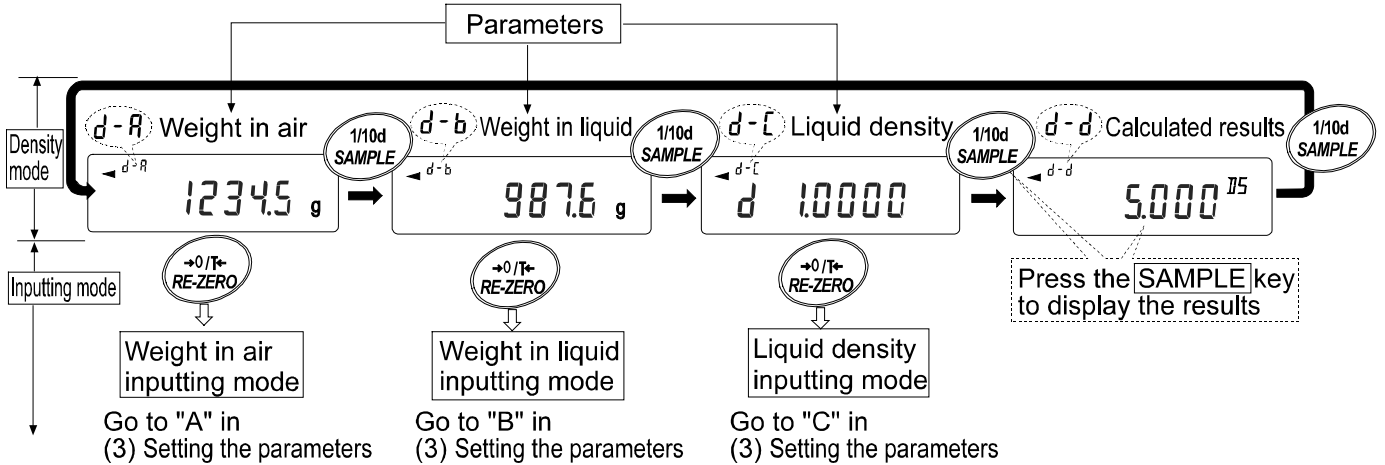 Parameters
Density
mode
d-A Weight in air
d-b Weight in liquid
d-C Liquid density
d-d Calculated results
1/10d
SAMPLE
1/10d
SAMPLE
1/10d
SAMPLE
1/10d
SAMPLE
d-A
1234.5 g
d-b
987.6 g
d-C
d 1.0000
d-d
5.000 DS
Inputting mode
→0/T←
RE-ZERO
→0/T←
RE-ZERO
→0/T←
RE-ZERO
Press the SAMPLE key
to display the results
Weight in air
inputting mode
Go to "A" in
(3) Setting the parameters
Weight in liquid
inputting mode
Go to "B" in
(3) Setting the parameters
Liquid density
inputting mode
Go to "C" in
(3) Setting the parameters